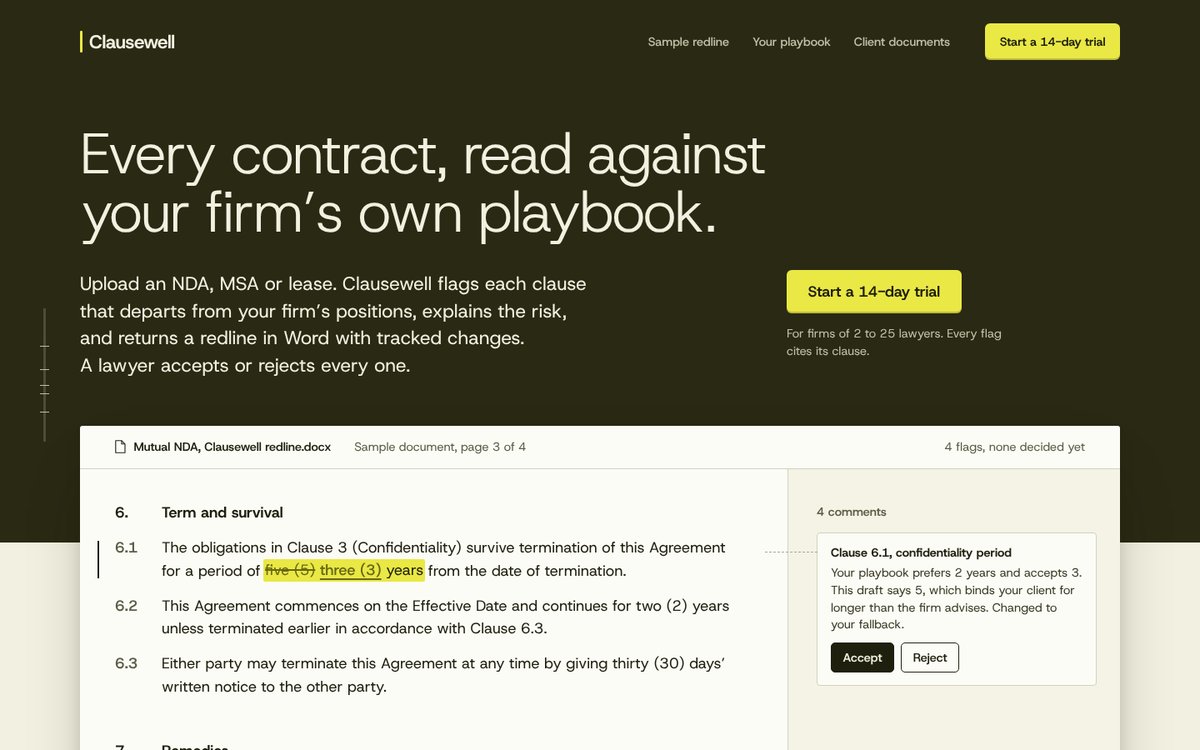 Clausewell
Sample redline
Your playbook
Client documents
Start a 14-day trial
Every contract, read against
your firm’s own playbook.
Upload an NDA, MSA or lease. Clausewell flags each clause
that departs from your firm’s positions, explains the risk,
and returns a redline in Word with tracked changes.
A lawyer accepts or rejects every one.
Start a 14-day trial
For firms of 2 to 25 lawyers. Every flag
cites its clause.
Mutual NDA, Clausewell redline.docx
Sample document, page 3 of 4
4 flags, none decided yet
6. Term and survival
6.1 The obligations in Clause 3 (Confidentiality) survive termination of this Agreement
for a period of five (5) three (3) years from the date of termination.
6.2 This Agreement commences on the Effective Date and continues for two (2) years
unless terminated earlier in accordance with Clause 6.3.
6.3 Either party may terminate this Agreement at any time by giving thirty (30) days’
written notice to the other party.
7. Remedies
4 comments
Clause 6.1, confidentiality period
Your playbook prefers 2 years and accepts 3.
This draft says 5, which binds your client for
longer than the firm advises. Changed to
your fallback.
Accept
Reject